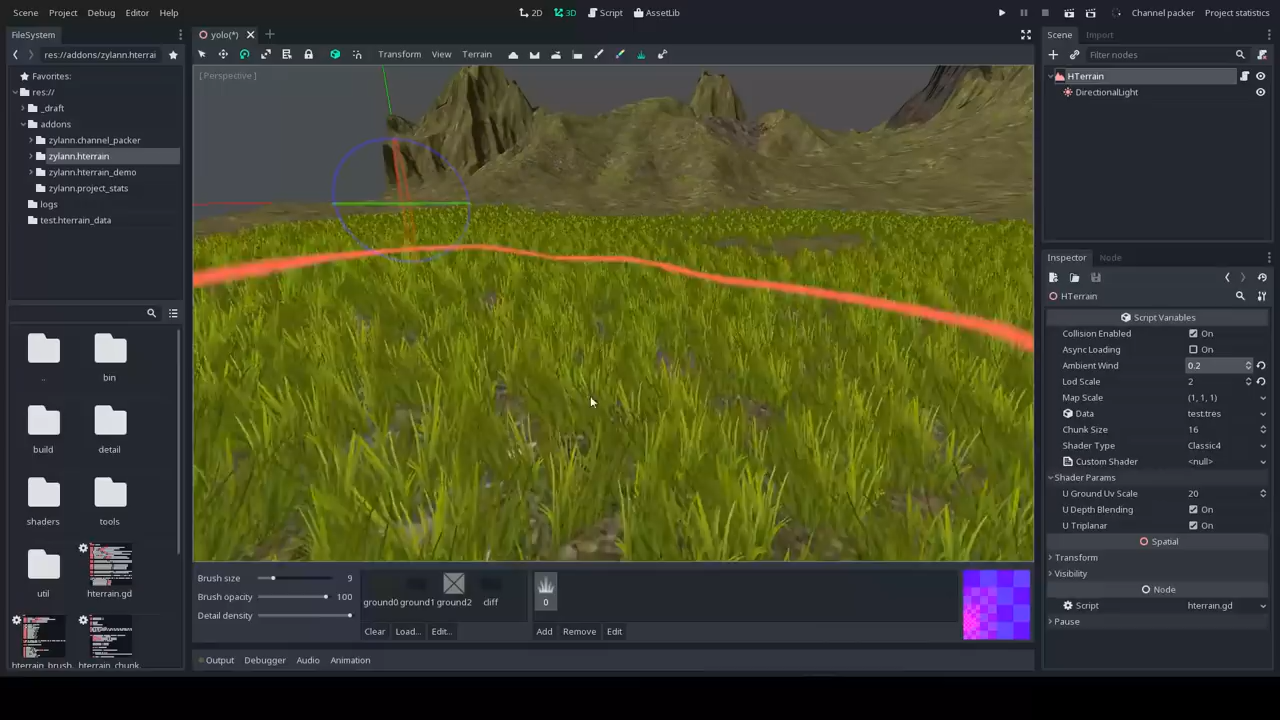 Scene Project Debug Editor Help
2D 3D Script AssetLib
Channel packer Project statistics
FileSystem
res://addons/zylann.hterrai
Favorites:
res://
_draft
addons
zylann.channel_packer
zylann.hterrain
zylann.hterrain_demo
zylann.project_stats
logs
test.hterrain_data
..
bin
build
detail
shaders
tools
util
hterrain.gd
hterrain_brush.
hterrain_chunk.
yolo(*)
Transform View Terrain
[ Perspective ]
Brush size 9
Brush opacity 100
Detail density
ground0 ground1 ground2 cliff
Clear Load... Edit...
0
Add Remove Edit
Output Debugger Audio Animation
Scene Import
Filter nodes
HTerrain
DirectionalLight
Inspector Node
HTerrain
Script Variables
Collision Enabled On
Async Loading On
Ambient Wind 0.2
Lod Scale 2
Map Scale (1, 1, 1)
Data test.tres
Chunk Size 16
Shader Type Classic4
Custom Shader <null>
Shader Params
U Ground Uv Scale 20
U Depth Blending On
U Triplanar On
Spatial
Transform
Visibility
Node
Script hterrain.gd
Pause